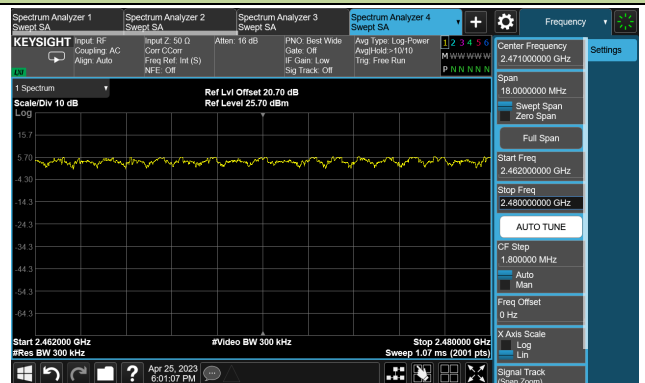 Spectrum Analyzer 1
Swept SA
Spectrum Analyzer 2
Swept SA
Spectrum Analyzer 3
Swept SA
Spectrum Analyzer 4
Swept SA
Frequency
KEYSIGHT
Input: RF
Coupling: AC
Align: Auto
Input Z: 50 Ω
Corr CCorr
Freq Ref: Int (S)
NFE: Off
Atten: 16 dB
PNO: Best Wide
Gate: Off
IF Gain: Low
Sig Track: Off
Avg Type: Log-Power
Avg|Hold:>10/10
Trig: Free Run
1 2 3 4 5 6
M W W W W W
P N N N N N
LXI
1 Spectrum
Scale/Div 10 dB
Ref Lvl Offset 20.70 dB
Ref Level 25.70 dBm
Log
15.7
5.70
-4.30
-14.3
-24.3
-34.3
-44.3
-54.3
-64.3
Start 2.462000 GHz
#Res BW 300 kHz
#Video BW 300 kHz
Stop 2.480000 GHz
Sweep 1.07 ms (2001 pts)
Apr 25, 2023
6:01:07 PM
Center Frequency
2.471000000 GHz
Settings
Span
18.0000000 MHz
Swept Span
Zero Span
Full Span
Start Freq
2.462000000 GHz
Stop Freq
2.480000000 GHz
AUTO TUNE
CF Step
1.800000 MHz
Auto
Man
Freq Offset
0 Hz
X Axis Scale
Log
Lin
Signal Track
(Span Zoom)